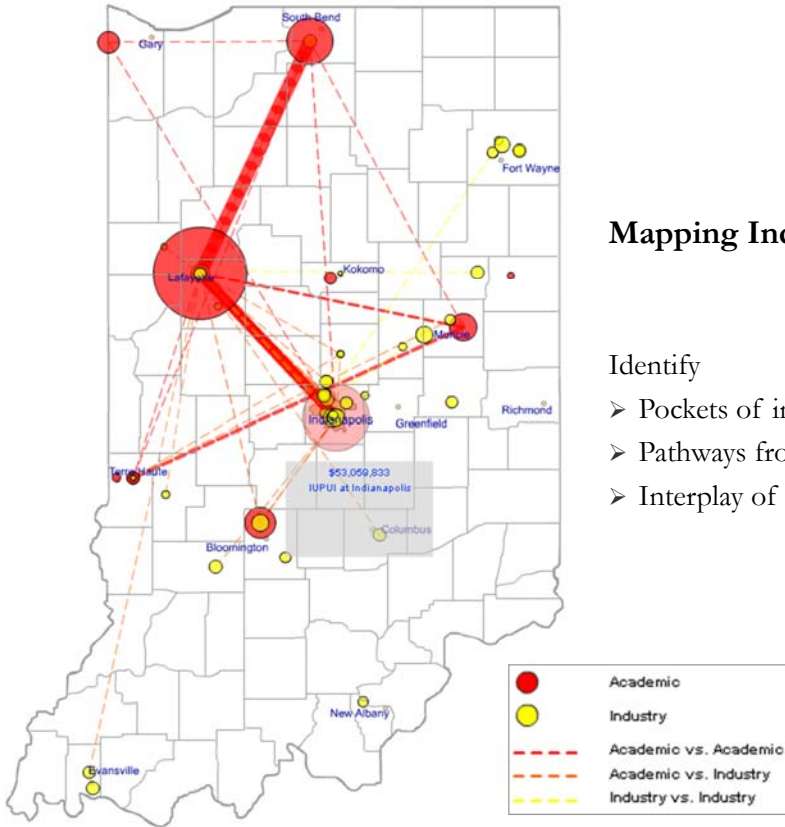 South Bend
Gary
Fort Wayne
Lafayette
Kokomo
Muncie
Indianapolis
Greenfield
Richmond
Terre Haute
$53,059,833
IUPUI at Indianapolis
Columbus
Bloomington
New Albany
Evansville
Mapping Ind
Identify
➢ Pockets of in
➢ Pathways fro
➢ Interplay of
Academic
Industry
Academic vs. Academic
Academic vs. Industry
Industry vs. Industry